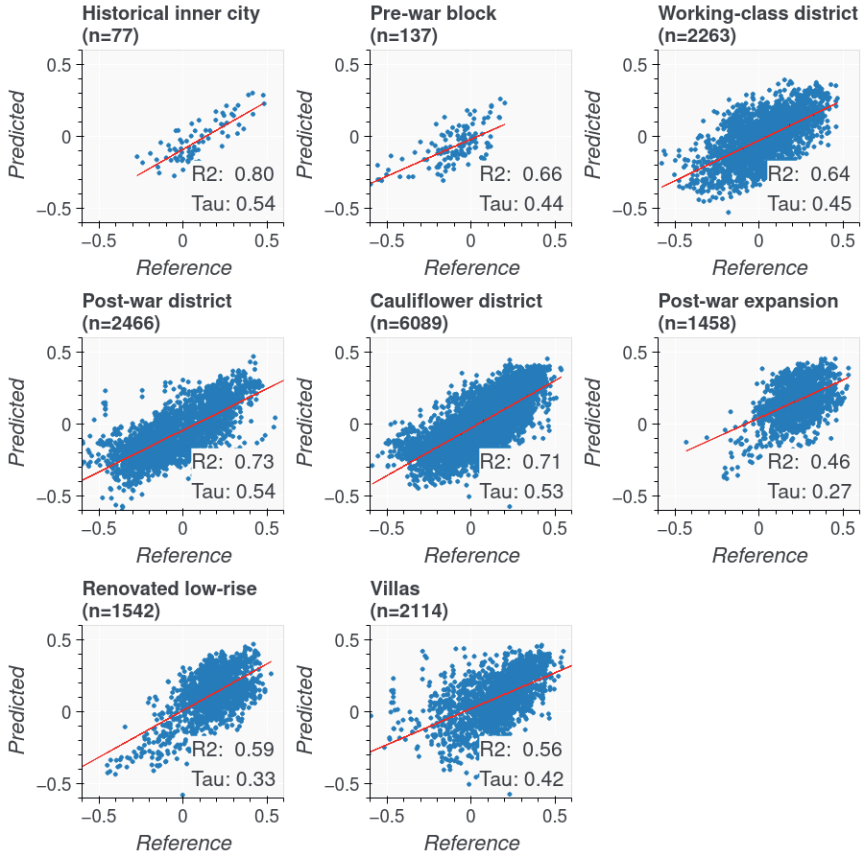 Historical inner city
(n=77)
Pre-war block
(n=137)
Working-class district
(n=2263)
Predicted
0.5
0
−0.5
R2: 0.80
Tau: 0.54
−0.5 0 0.5
Reference
Predicted
0.5
0
−0.5
R2: 0.66
Tau: 0.44
−0.5 0 0.5
Reference
Predicted
0.5
0
−0.5
R2: 0.64
Tau: 0.45
−0.5 0 0.5
Reference
Post-war district
(n=2466)
Cauliflower district
(n=6089)
Post-war expansion
(n=1458)
Predicted
0.5
0
−0.5
R2: 0.73
Tau: 0.54
−0.5 0 0.5
Reference
Predicted
0.5
0
−0.5
R2: 0.71
Tau: 0.53
−0.5 0 0.5
Reference
Predicted
0.5
0
−0.5
R2: 0.46
Tau: 0.27
−0.5 0 0.5
Reference
Renovated low-rise
(n=1542)
Villas
(n=2114)
Predicted
0.5
0
−0.5
R2: 0.59
Tau: 0.33
−0.5 0 0.5
Reference
Predicted
0.5
0
−0.5
R2: 0.56
Tau: 0.42
−0.5 0 0.5
Reference